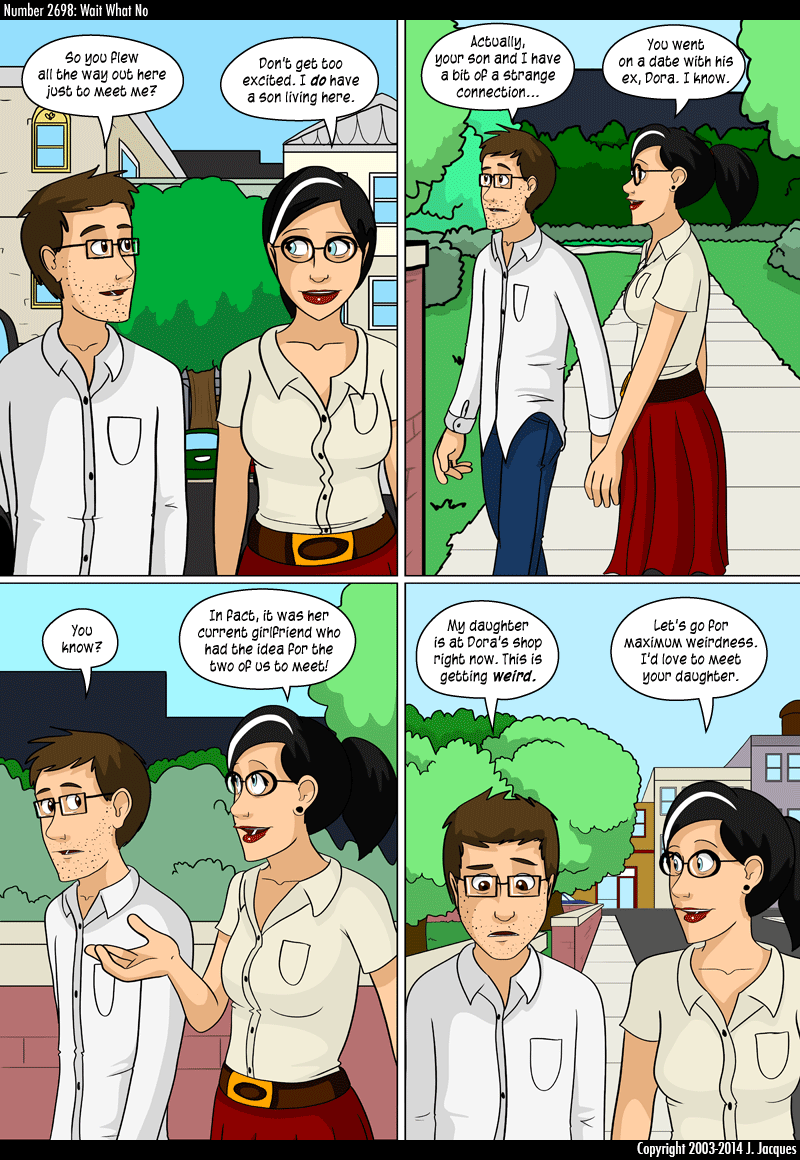 Number 2698: Wait What No
So you flew
all the way out here
just to meet me?
Don't get too
excited. I do have
a son living here.
Actually,
your son and I have
a bit of a strange
connection...
You went
on a date with his
ex, Dora. I know.
You
know?
In fact, it was her
current girlfriend who
had the idea for the
two of us to meet!
My daughter
is at Dora's shop
right now. This is
getting weird.
Let's go for
maximum weirdness.
I'd love to meet
your daughter.
Copyright 2003-2014 J. Jacques